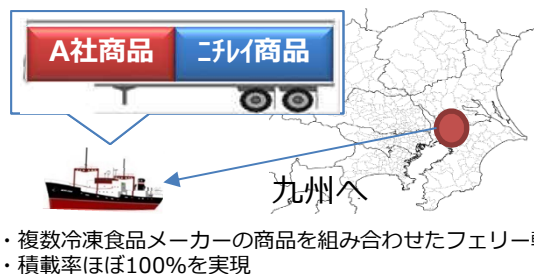 A社商品 ニチレイ商品
九州へ
・複数冷凍食品メーカーの商品を組み合わせたフェリー
・積載率ほぼ100%を実現